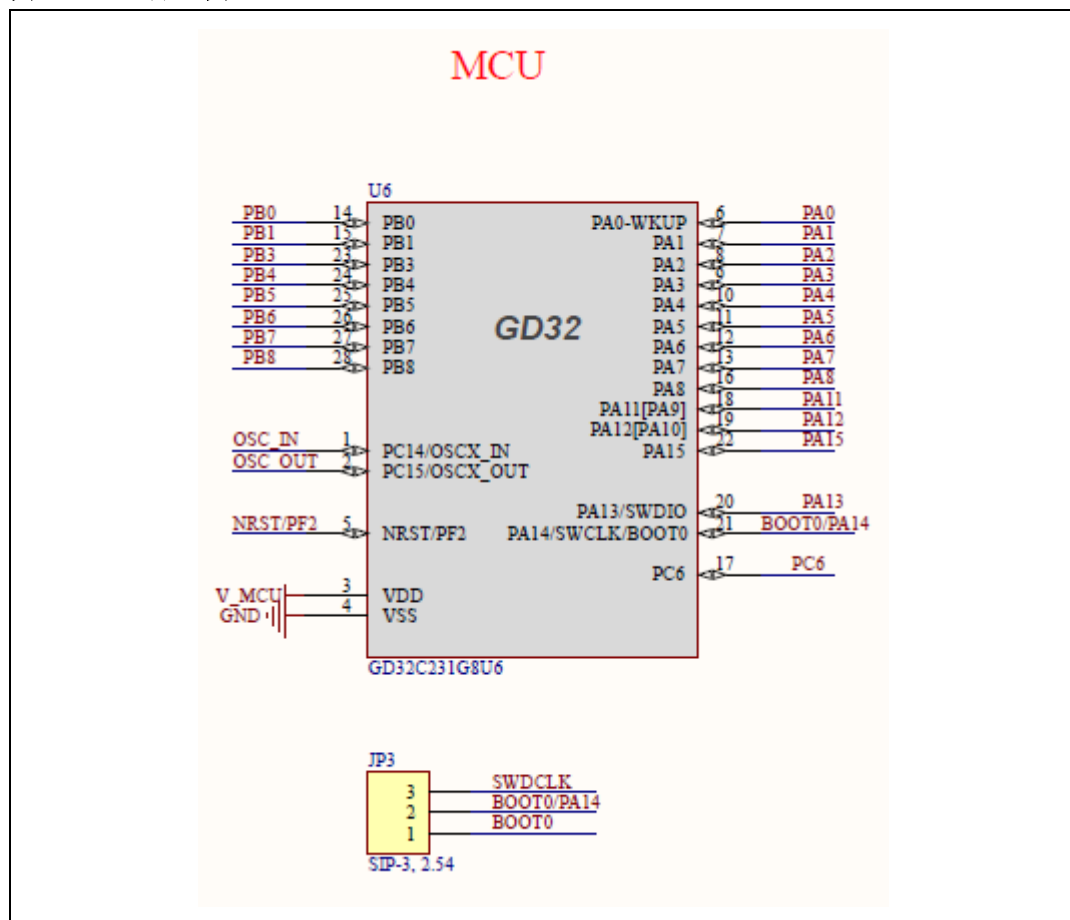 MCU
U6
PB0 14 PB0 PA0-WKUP 6 PA0
PB1 15 PB1 PA1 7 PA1
PB3 23 PB3 PA2 8 PA2
PB4 24 PB4 PA3 9 PA3
PB5 25 PB5 PA4 10 PA4
PB6 26 PB6 PA5 11 PA5
PB7 27 PB7 PA6 12 PA6
PB8 28 PB8 PA7 13 PA7
GD32
PA8 16 PA8
PA11[PA9] 18 PA11
PA12[PA10] 19 PA12
OSC_IN 1 PC14/OSCX_IN PA15 22 PA15
OSC_OUT 2 PC15/OSCX_OUT
PA13/SWDIO 20 PA13
NRST/PF2 5 NRST/PF2 PA14/SWCLK/BOOT0 21 BOOT0/PA14
PC6 17 PC6
V_MCU 3 VDD
GND 4 VSS
GD32C231G8U6
JP3
3 SWDCLK
2 BOOT0/PA14
1 BOOT0
SIP-3, 2.54